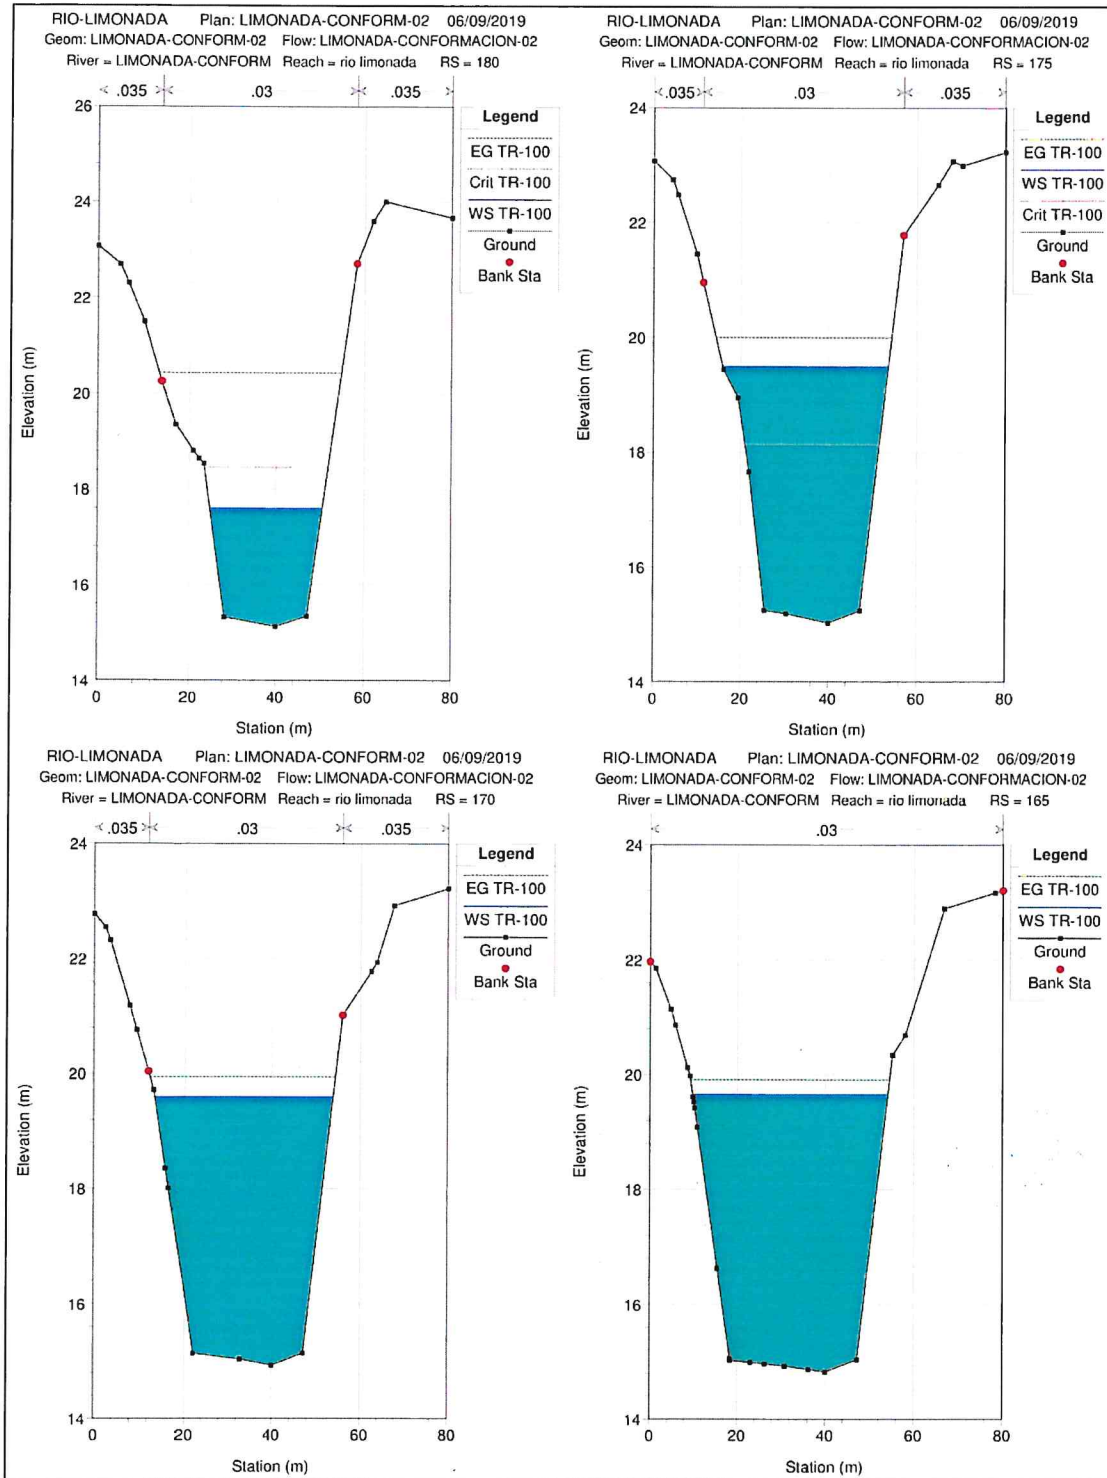 RIO-LIMONADA Plan: LIMONADA-CONFORM-02 06/09/2019
Geom: LIMONADA-CONFORM-02 Flow: LIMONADA-CONFORMACION-02
River = LIMONADA-CONFORM Reach = rio limonada RS = 180
.035 .03 .035
26
24
22
20
18
16
14
Elevation (m)
0 20 40 60 80
Station (m)
Legend
EG TR-100
Crit TR-100
WS TR-100
Ground
Bank Sta
RIO-LIMONADA Plan: LIMONADA-CONFORM-02 06/09/2019
Geom: LIMONADA-CONFORM-02 Flow: LIMONADA-CONFORMACION-02
River = LIMONADA-CONFORM Reach = rio limonada RS = 175
.035 .03 .035
24
22
20
18
16
14
Elevation (m)
0 20 40 60 80
Station (m)
Legend
EG TR-100
WS TR-100
Crit TR-100
Ground
Bank Sta
RIO-LIMONADA Plan: LIMONADA-CONFORM-02 06/09/2019
Geom: LIMONADA-CONFORM-02 Flow: LIMONADA-CONFORMACION-02
River = LIMONADA-CONFORM Reach = rio limonada RS = 170
.035 .03 .035
24
22
20
18
16
14
Elevation (m)
0 20 40 60 80
Station (m)
Legend
EG TR-100
WS TR-100
Ground
Bank Sta
RIO-LIMONADA Plan: LIMONADA-CONFORM-02 06/09/2019
Geom: LIMONADA-CONFORM-02 Flow: LIMONADA-CONFORMACION-02
River = LIMONADA-CONFORM Reach = rio limonada RS = 165
.03
24
22
20
18
16
14
Elevation (m)
0 20 40 60 80
Station (m)
Legend
EG TR-100
WS TR-100
Ground
Bank Sta